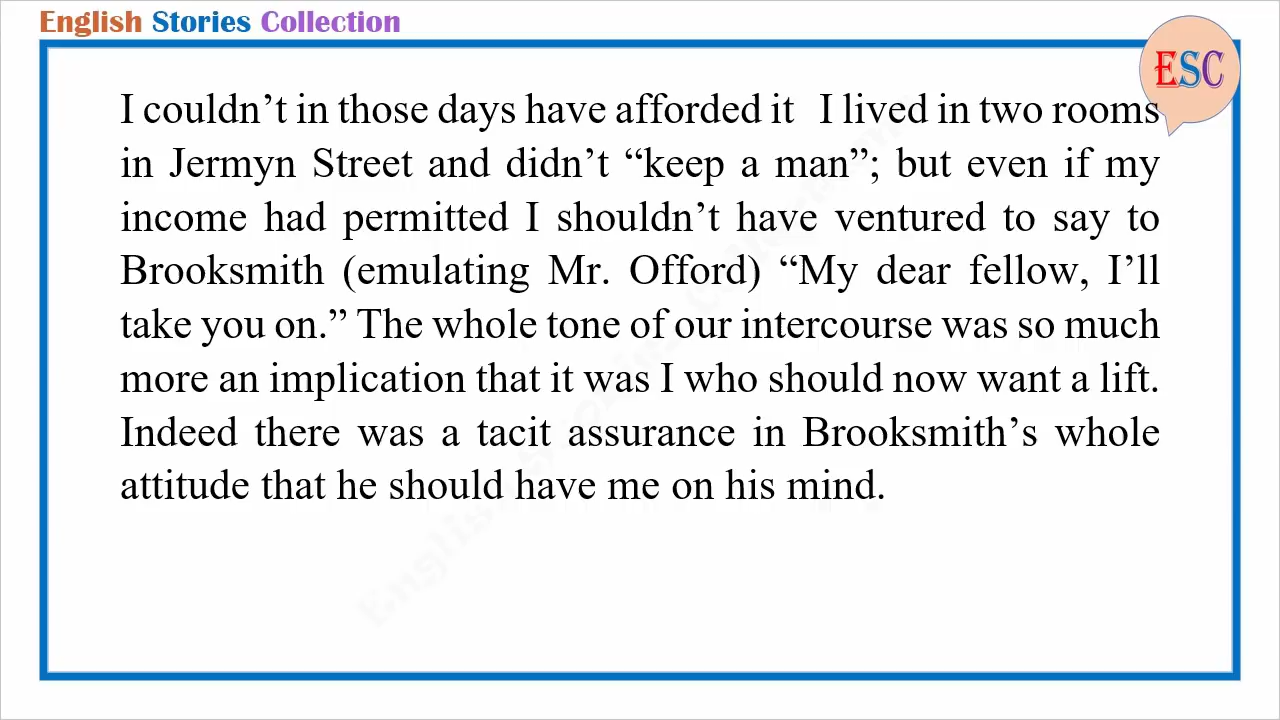 English Stories Collection
ESC
I couldn’t in those days have afforded it   I lived in two rooms
in Jermyn Street and didn’t “keep a man”; but even if my
income had permitted I shouldn’t have ventured to say to
Brooksmith (emulating Mr. Offord) “My dear fellow, I’ll
take you on.” The whole tone of our intercourse was so much
more an implication that it was I who should now want a lift.
Indeed there was a tacit assurance in Brooksmith’s whole
attitude that he should have me on his mind.